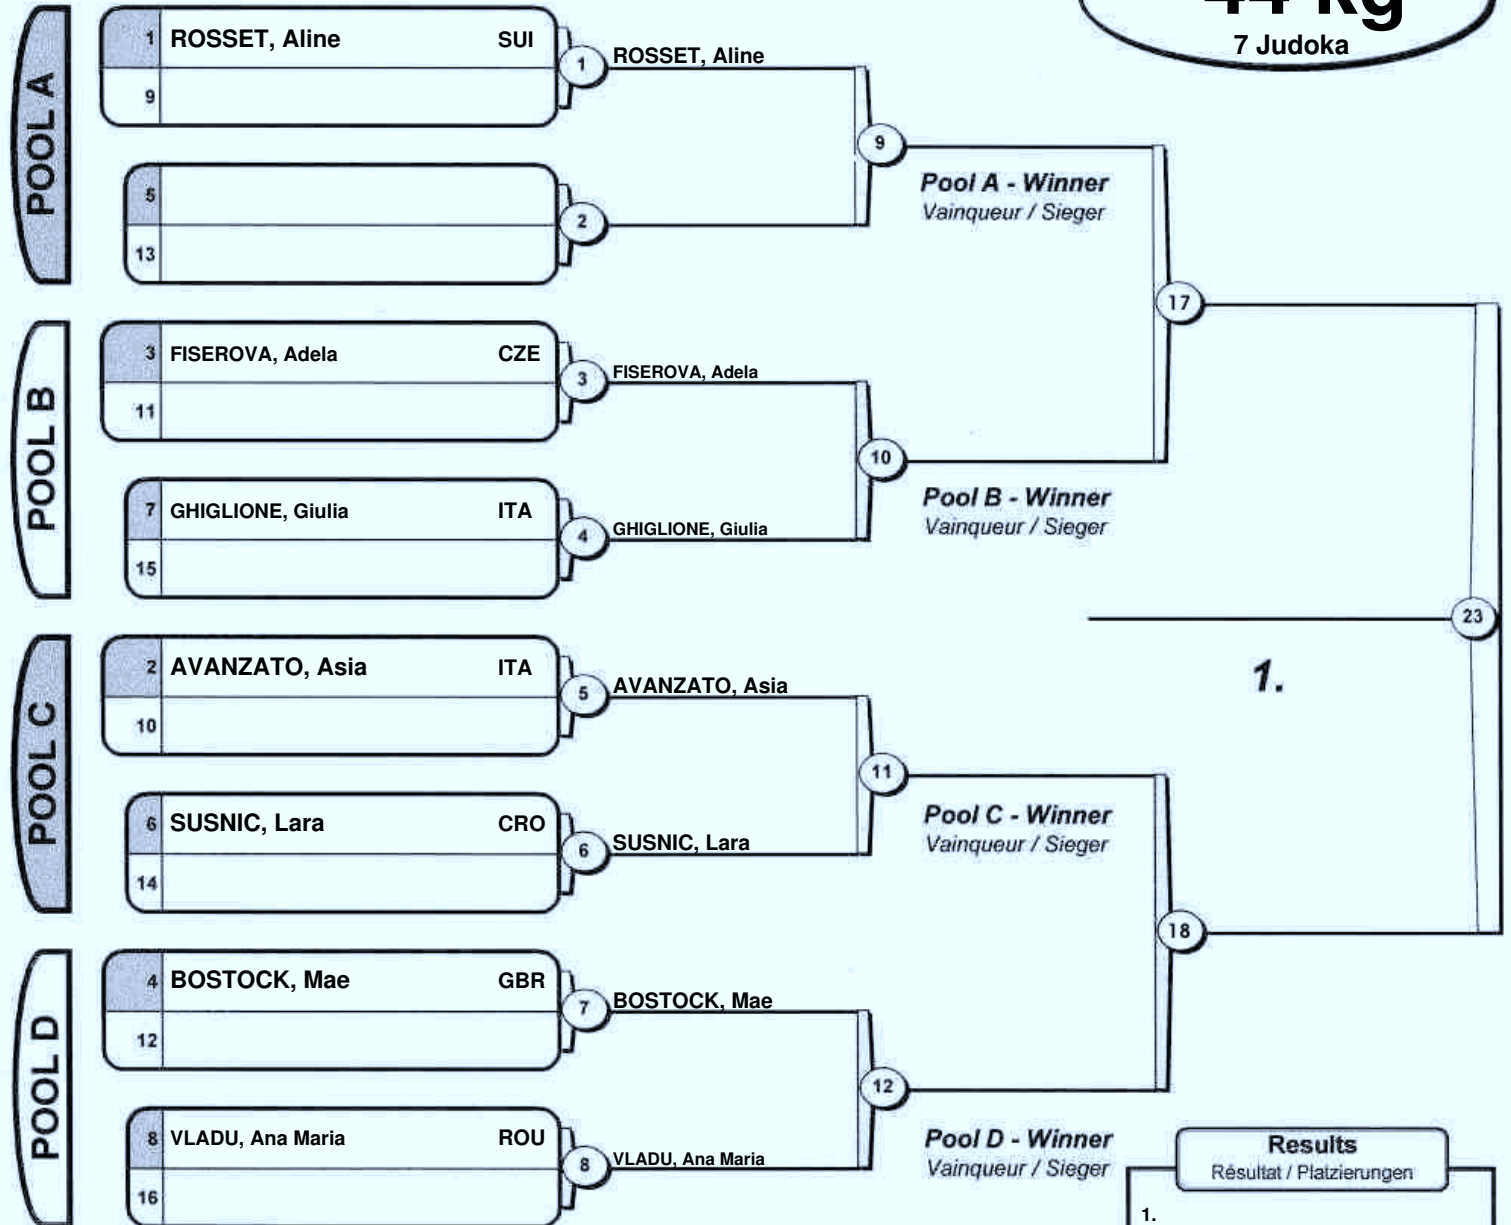 44 kg
7 Judoka
POOL A
1 ROSSET, Aline SUI
9
1 ROSSET, Aline
5
13
2
9
Pool A - Winner
Vainqueur / Sieger
17
POOL B
3 FISEROVA, Adela CZE
11
3 FISEROVA, Adela
7 GHIGLIONE, Giulia ITA
15
4 GHIGLIONE, Giulia
10
Pool B - Winner
Vainqueur / Sieger
23
1.
POOL C
2 AVANZATO, Asia ITA
10
5 AVANZATO, Asia
6 SUSNIC, Lara CRO
14
6 SUSNIC, Lara
11
Pool C - Winner
Vainqueur / Sieger
18
POOL D
4 BOSTOCK, Mae GBR
12
7 BOSTOCK, Mae
8 VLADU, Ana Maria ROU
16
8 VLADU, Ana Maria
12
Pool D - Winner
Vainqueur / Sieger
Results
Résultat / Platzierungen
1.